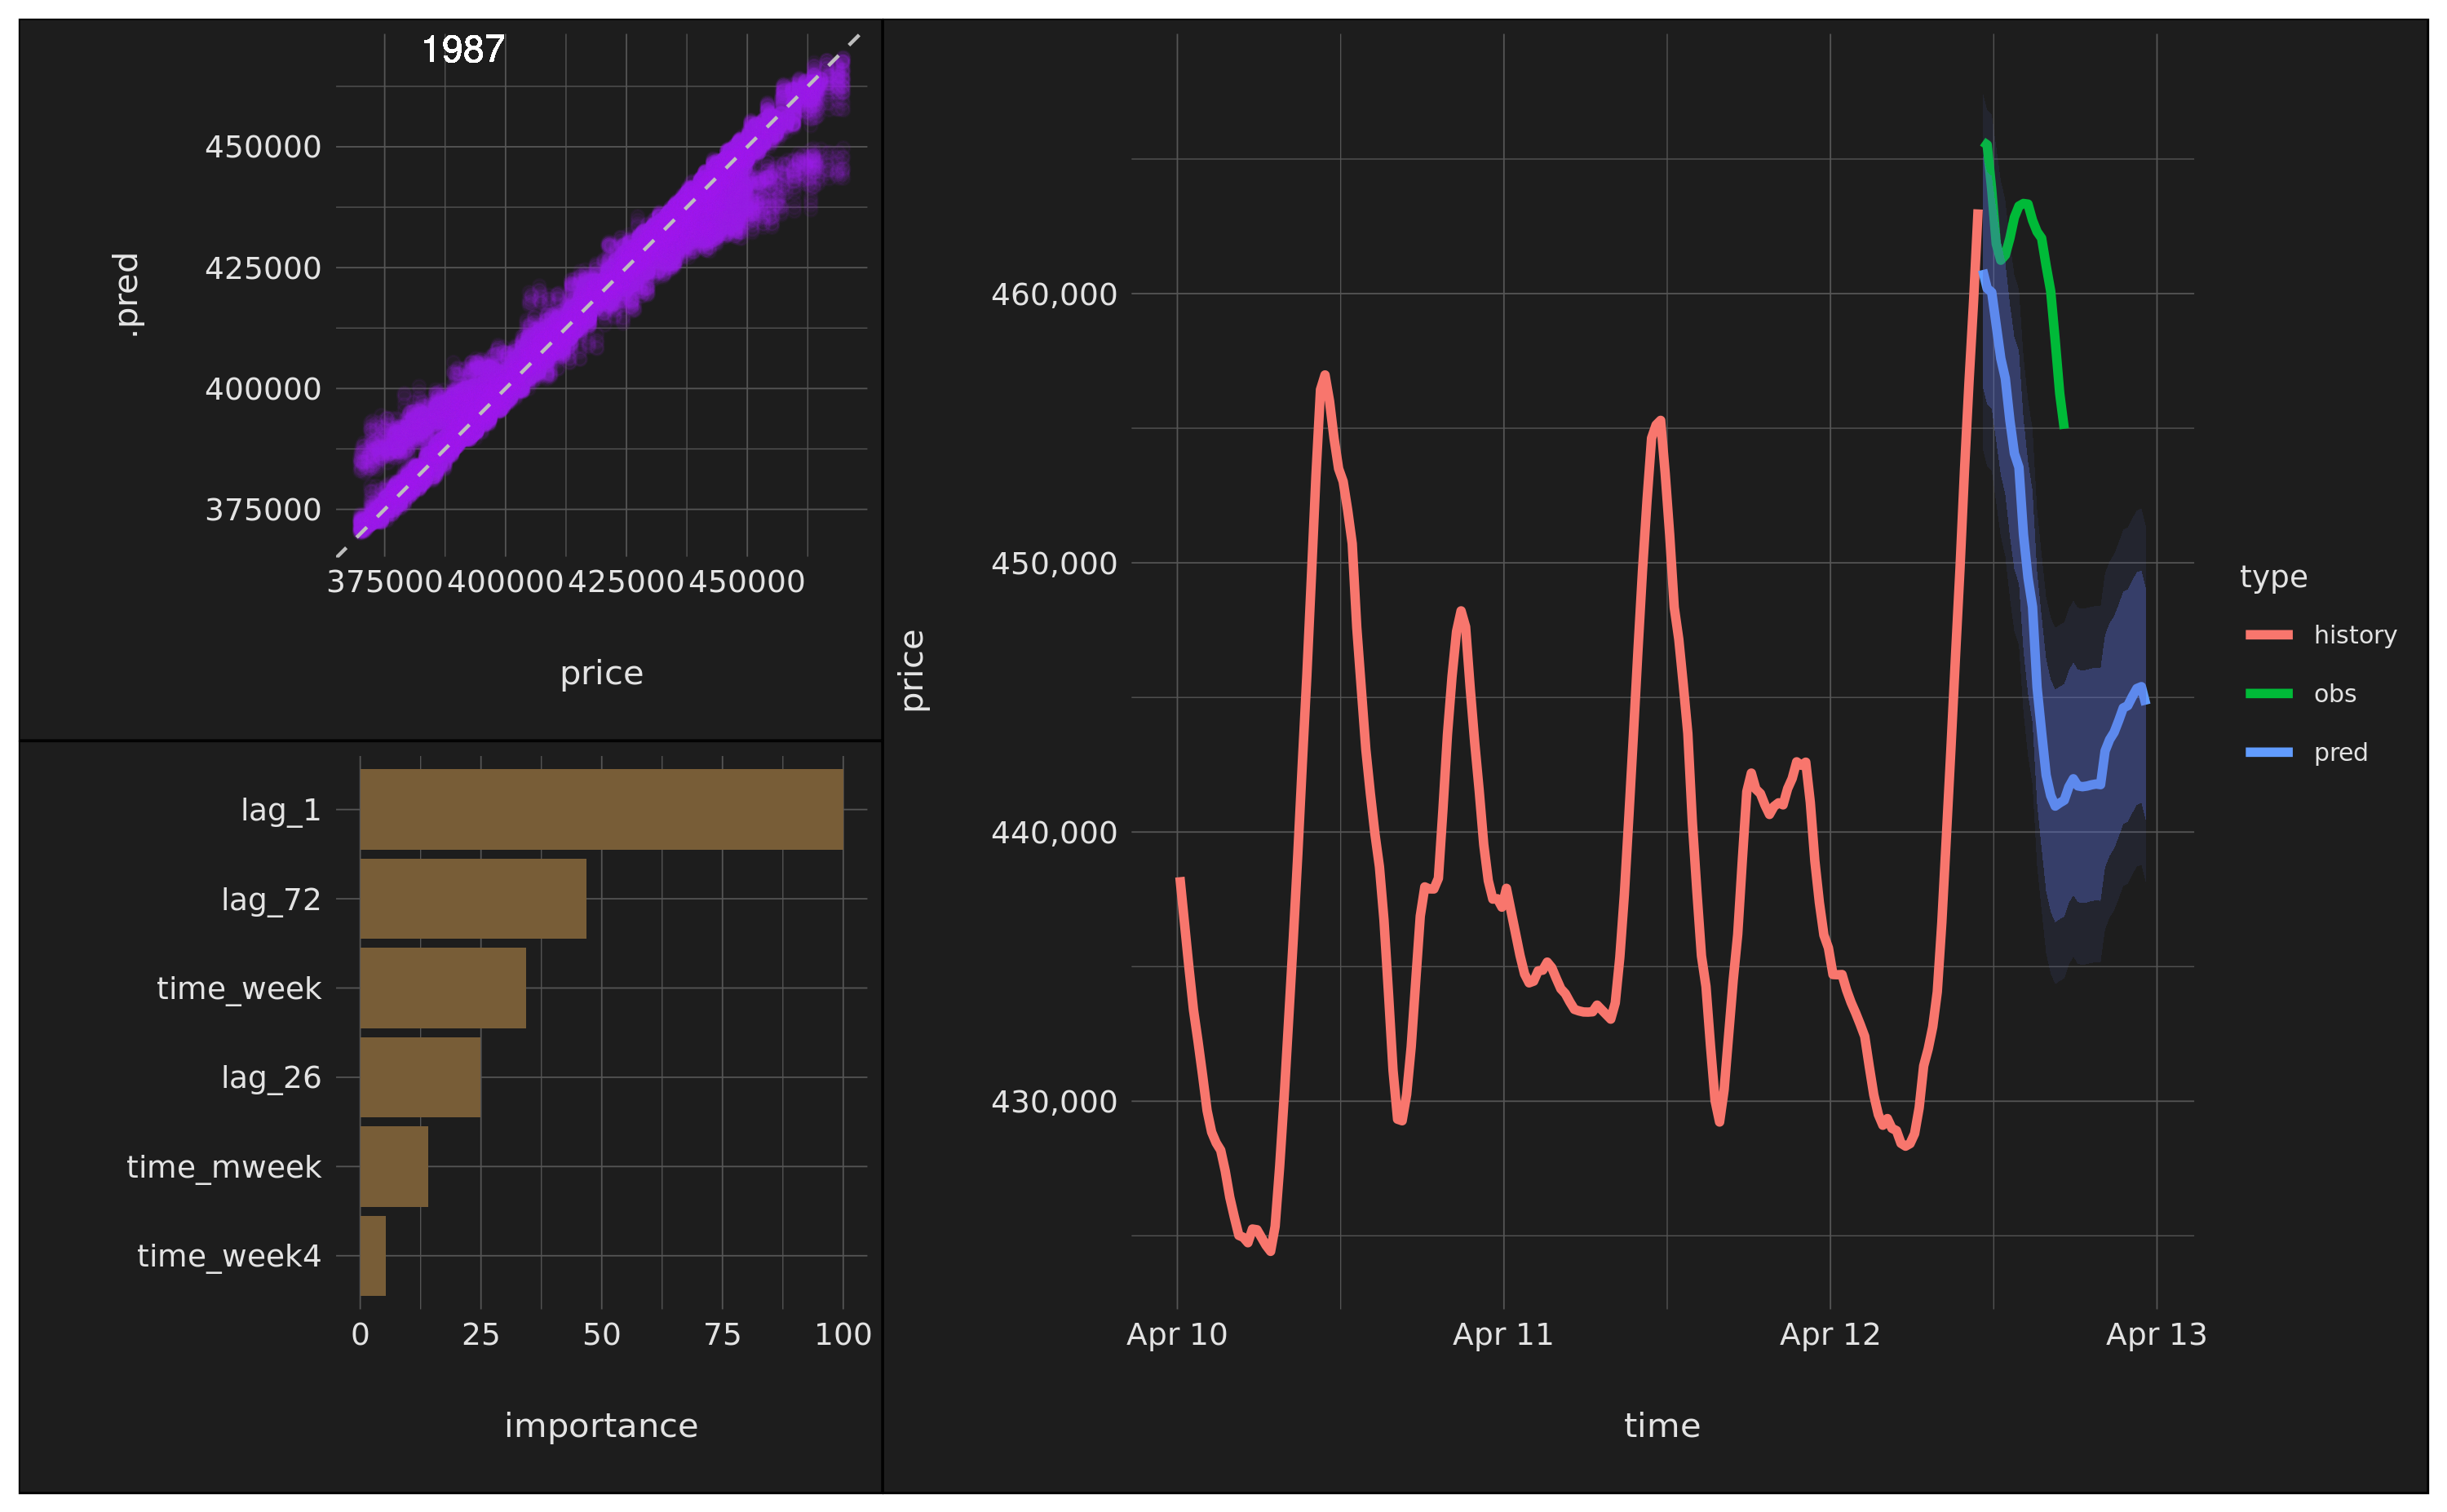 1987
450000
425000
400000
375000
.pred
375000 400000 425000 450000
price
lag_1
lag_72
time_week
lag_26
time_mweek
time_week4
0 25 50 75 100
importance
460,000
450,000
440,000
430,000
price
Apr 10 Apr 11 Apr 12 Apr 13
time
type
history
obs
pred